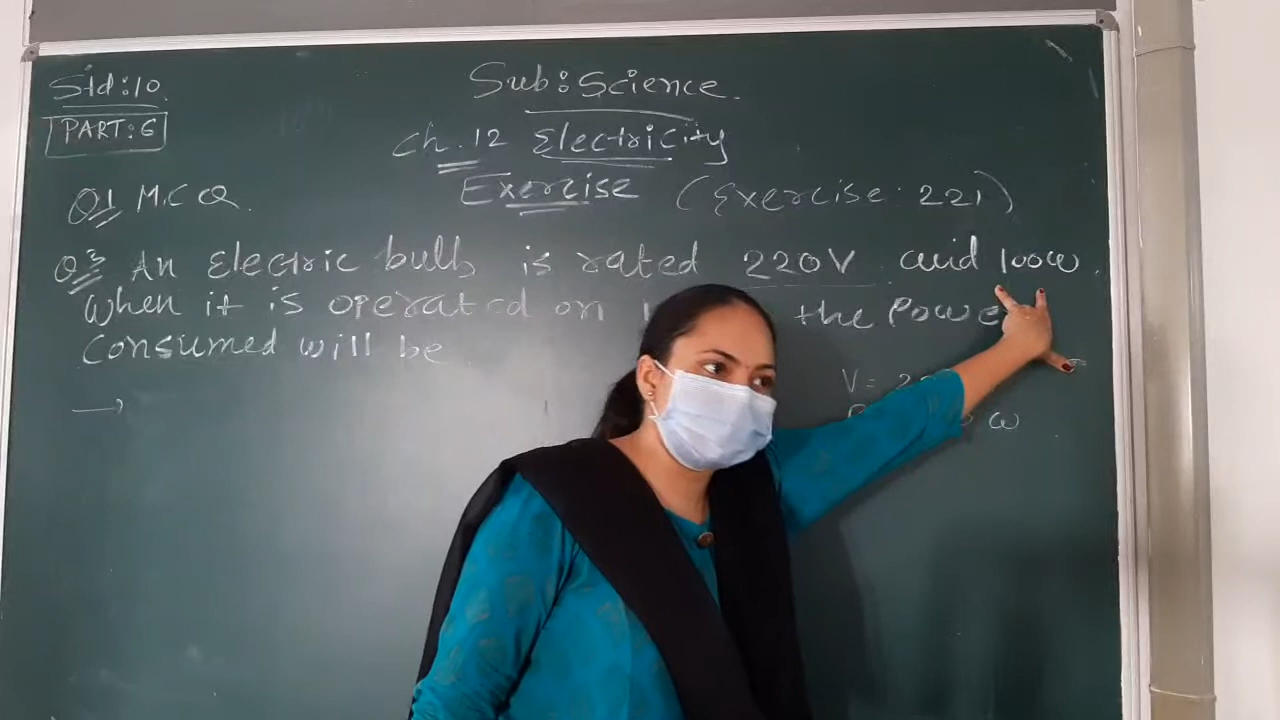 Std:10.
PART:6
Sub:Science.
Ch.12 Electricity
Exercise (Exercise:221)
Q1 M.C.Q.
Q3 An Electric bulb is rated 220V and 100W.
When it is operated on the Power
Consumed will be
V=
W